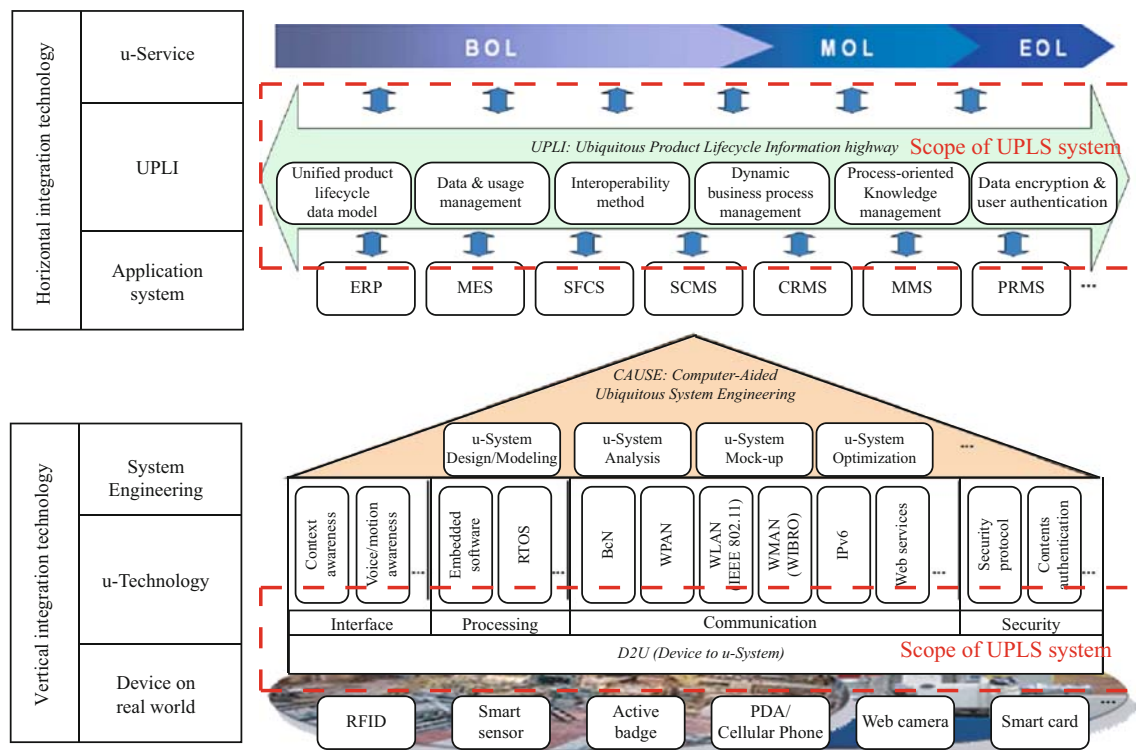 Horizontal integration technology
u-Service
UPLI
Application
system
BOL
MOL
EOL
UPLI: Ubiquitous Product Lifecycle Information highway
Scope of UPLS system
Unified product
lifecycle
data model
Data & usage
management
Interoperability
method
Dynamic
business process
management
Process-oriented
Knowledge
management
Data encryption &
user authentication
ERP
MES
SFCS
SCMS
CRMS
MMS
PRMS
...
Vertical integration technology
System
Engineering
u-Technology
Device on
real world
CAUSE: Computer-Aided
Ubiquitous System Engineering
u-System
Design/Modeling
u-System
Analysis
u-System
Mock-up
u-System
Optimization
...
Context
awareness
Voice/motion
awareness
...
Embedded
software
RTOS
...
BcN
WPAN
WLAN
(IEEE 802.11)
WMAN
(WIBRO)
IPv6
Web services
...
Security
protocol
Contents
authentication
...
Interface
Processing
Communication
Security
D2U (Device to u-System)
Scope of UPLS system
RFID
Smart
sensor
Active
badge
PDA/
Cellular Phone
Web camera
Smart card
...